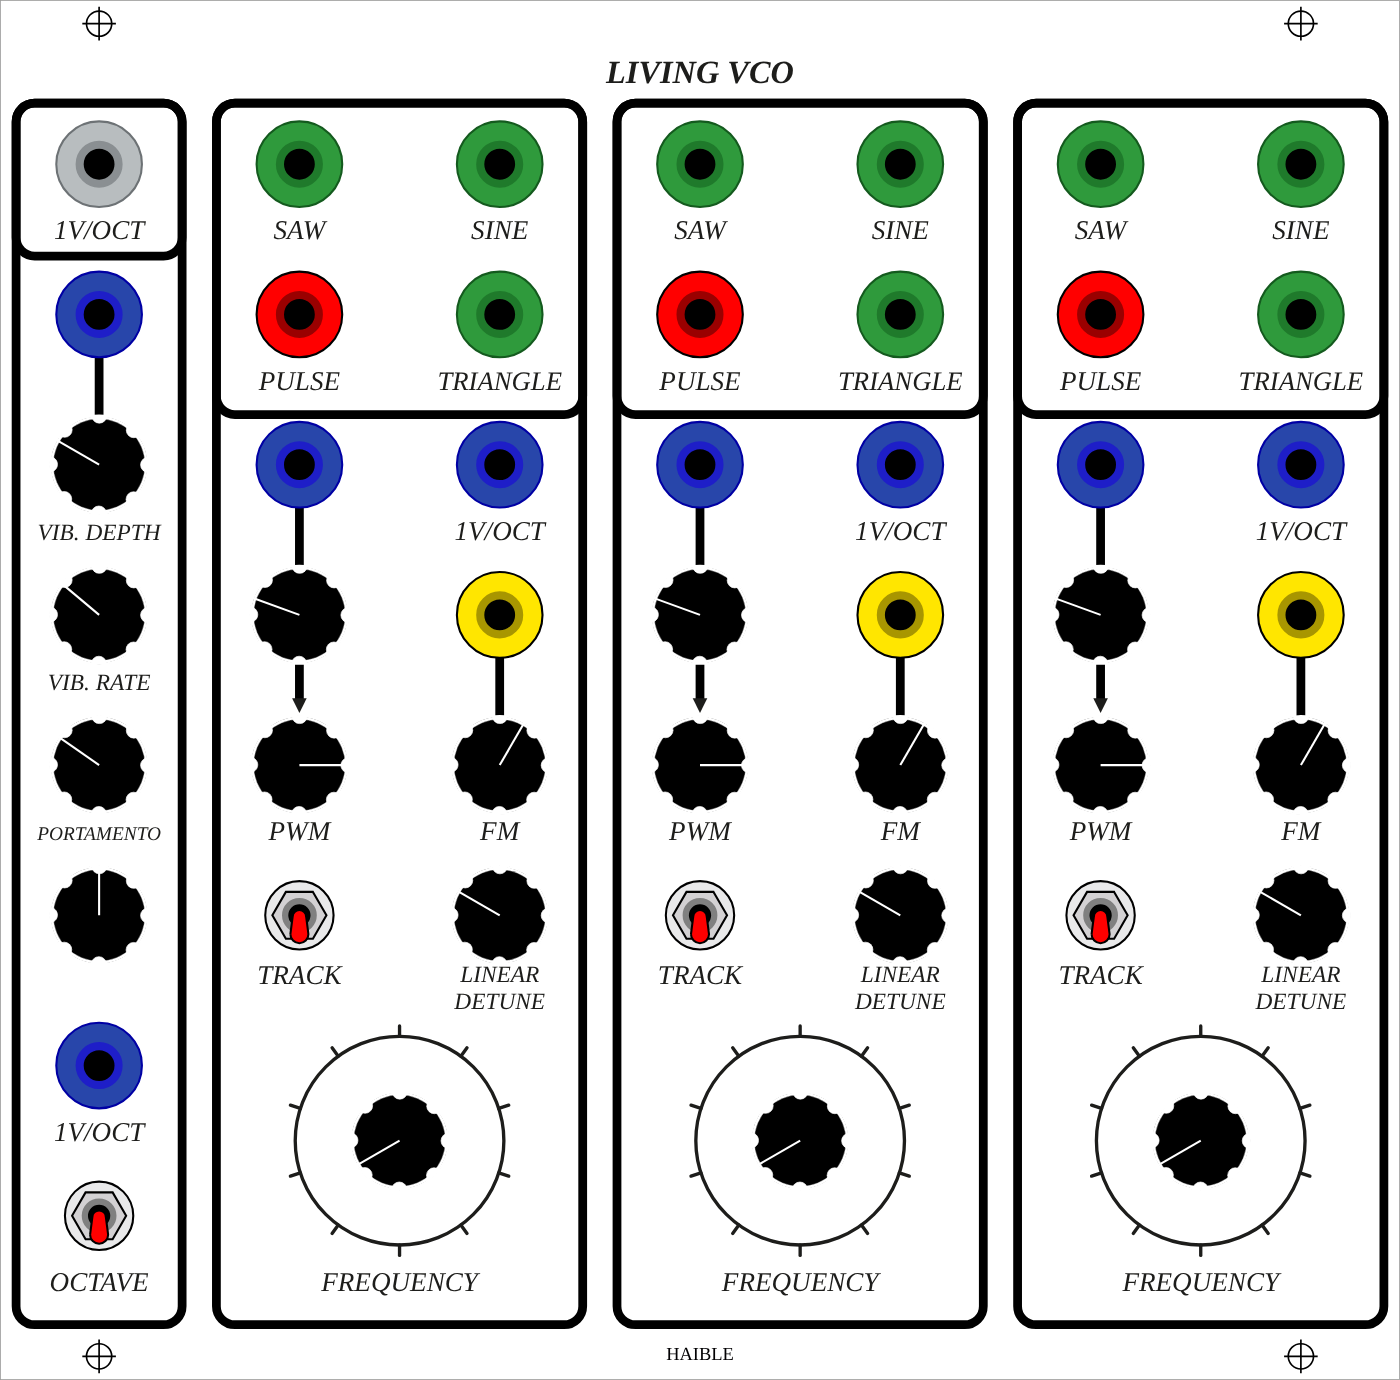 LIVING VCO
1V/OCT
VIB. DEPTH
VIB. RATE
PORTAMENTO
1V/OCT
OCTAVE
SAW
SINE
PULSE
TRIANGLE
1V/OCT
PWM
FM
TRACK
LINEAR
DETUNE
FREQUENCY
SAW
SINE
PULSE
TRIANGLE
1V/OCT
PWM
FM
TRACK
LINEAR
DETUNE
FREQUENCY
SAW
SINE
PULSE
TRIANGLE
1V/OCT
PWM
FM
TRACK
LINEAR
DETUNE
FREQUENCY
HAIBLE